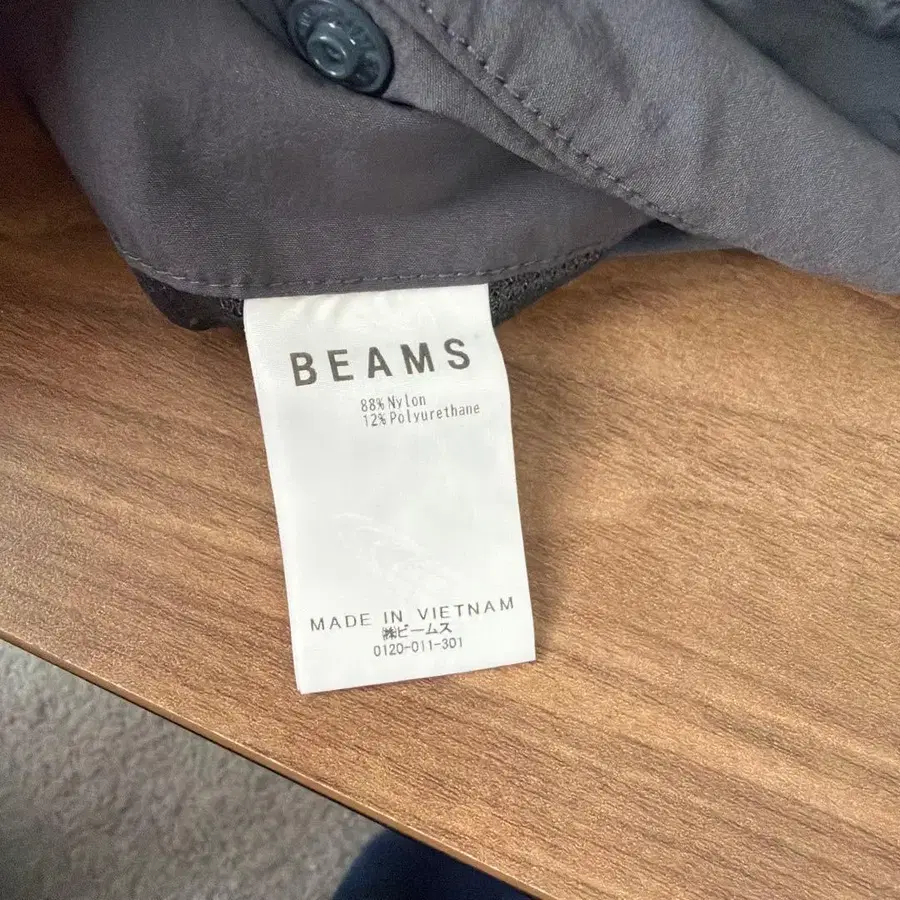 BEAMS
88% Nylon
12% Polyurethane
MADE IN VIETNAM
㈱ビームス
0120-011-301